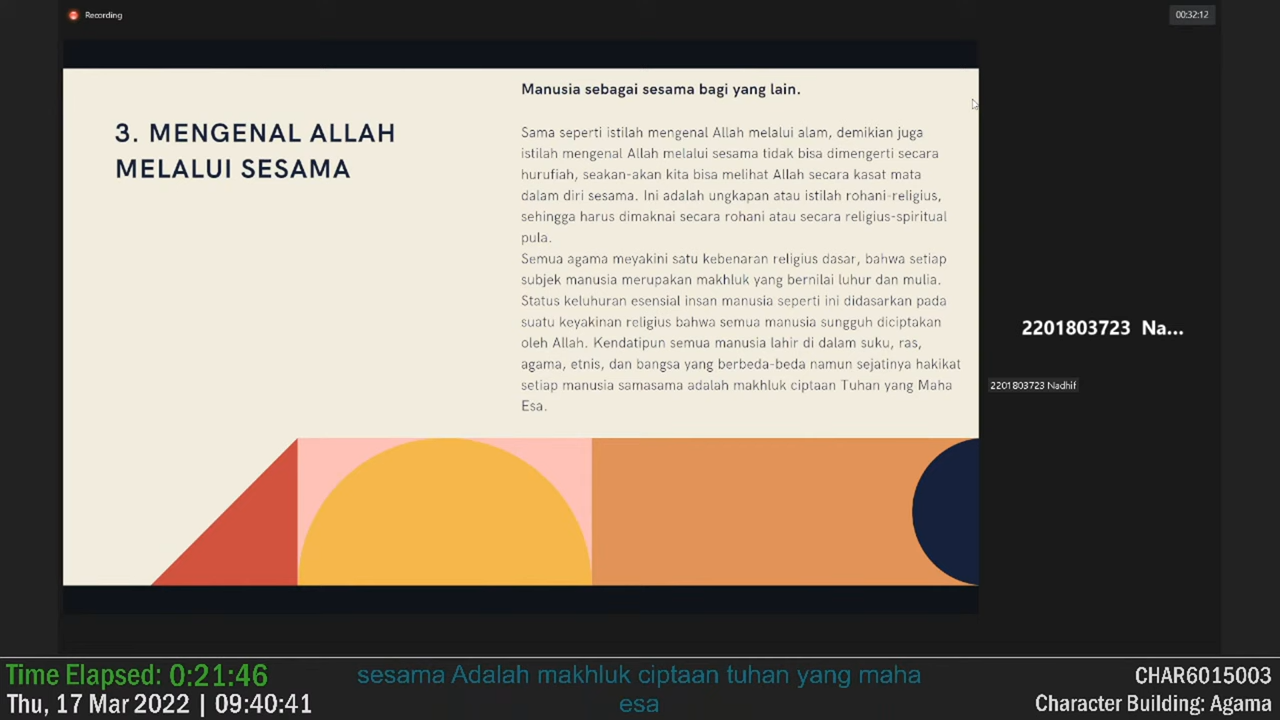 Recording
00:32:12
3. MENGENAL ALLAH
MELALUI SESAMA
Manusia sebagai sesama bagi yang lain.
Sama seperti istilah mengenal Allah melalui alam, demikian juga
istilah mengenal Allah melalui sesama tidak bisa dimengerti secara
hurufiah, seakan-akan kita bisa melihat Allah secara kasat mata
dalam diri sesama. Ini adalah ungkapan atau istilah rohani-religius,
sehingga harus dimaknai secara rohani atau secara religius-spiritual
pula.
Semua agama meyakini satu kebenaran religius dasar, bahwa setiap
subjek manusia merupakan makhluk yang bernilai luhur dan mulia.
Status keluhuran esensial insan manusia seperti ini didasarkan pada
suatu keyakinan religius bahwa semua manusia sungguh diciptakan
oleh Allah. Kendatipun semua manusia lahir di dalam suku, ras,
agama, etnis, dan bangsa yang berbeda-beda namun sejatinya hakikat
setiap manusia samasama adalah makhluk ciptaan Tuhan yang Maha
Esa.
2201803723 Na...
2201803723 Nadhif
Time Elapsed: 0:21:46
Thu, 17 Mar 2022 | 09:40:41
sesama Adalah makhluk ciptaan tuhan yang maha
esa
CHAR6015003
Character Building: Agama